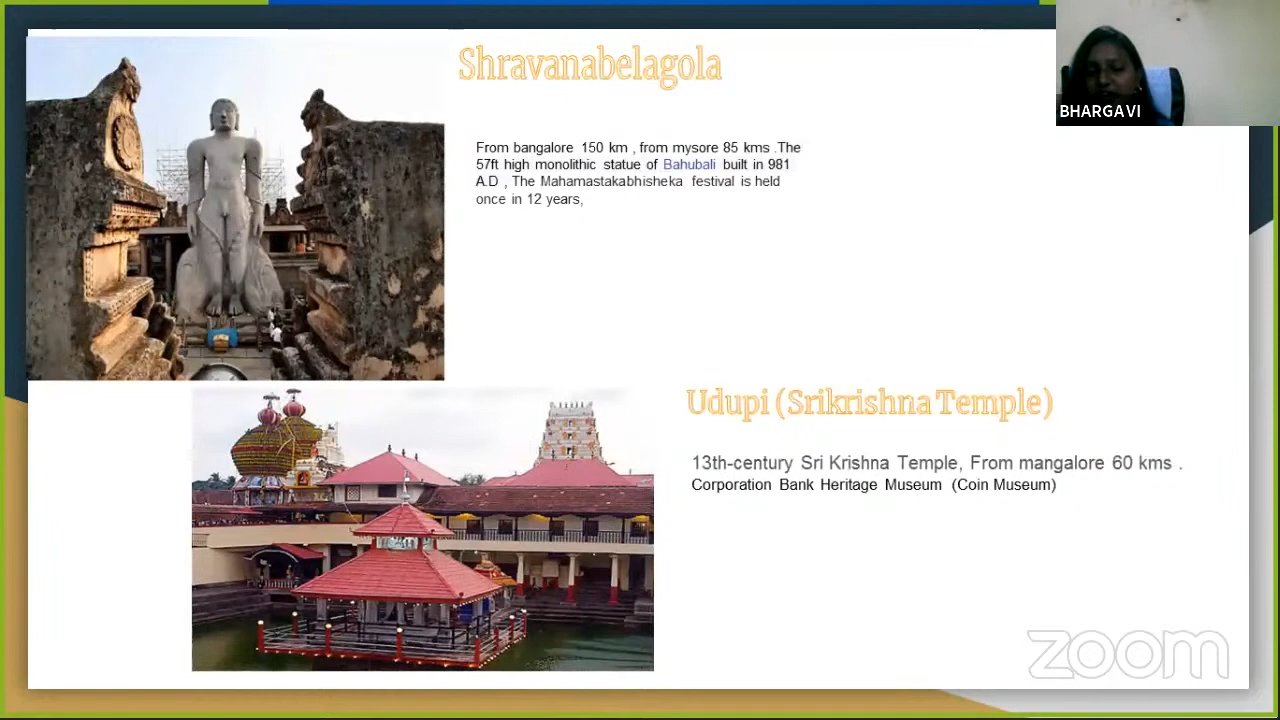 Shravanabelagola
BHARGAVI
From bangalore 150 km , from mysore 85 kms .The
57ft high monolithic statue of Bahubali built in 981
A.D , The Mahamastakabhisheka festival is held
once in 12 years,
Udupi (Srikrishna Temple)
13th-century Sri Krishna Temple, From mangalore 60 kms .
Corporation Bank Heritage Museum (Coin Museum)
zoom